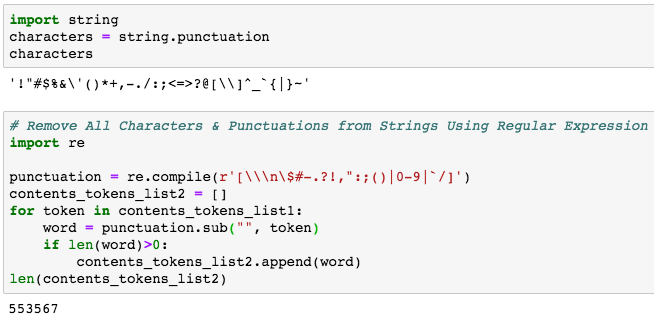 import string
characters = string.punctuation
characters
'!"#$%&\'()*+,-./:;<=>?@[\\]^_`{|}~'
# Remove All Characters & Punctuations from Strings Using Regular Expression
import re
punctuation = re.compile(r'[\\\n\$#-.?!,":;()|0-9|`/]')
contents_tokens_list2 = []
for token in contents_tokens_list1:
    word = punctuation.sub("", token)
    if len(word)>0:
        contents_tokens_list2.append(word)
len(contents_tokens_list2)
553567